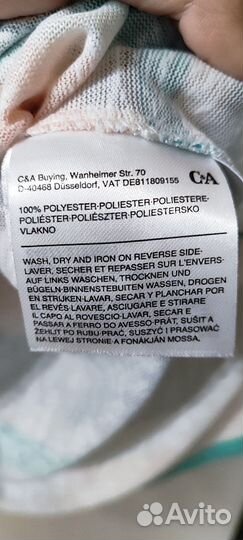 C&A Buying, Wanheimer Str. 70
D-40468 Düsseldorf, VAT DE811809155
C&A
100% POLYESTER-POLIESTER-POLIESTERE-
POLIÉSTER-POLIÉSZTER-POLIESTERSKO
VLAKNO
WASH, DRY AND IRON ON REVERSE SIDE-
LAVER, SECHER ET REPASSER SUR L'ENVERS-
AUF LINKS WASCHEN, TROCKNEN UND
BÜGELN-BINNENSTEBUITEN WASSEN, DROGEN
EN STRIJKEN-LAVAR, SECAR Y PLANCHAR POR
EL REVÉS-LAVARE, ASCIUGARE E STIRARE
IL CAPO AL ROVESCIO-LAVAR, SECAR E
PASSAR A FERRO DO AVESSO-PRÁT, SUŠIT A
ŽEHLIT PO RUBU-PRAĆ, SUSZYĆ I PRASOWAĆ
NA LEWEJ STRONIE-A FONÁKJÁN MOSSA,
Avito